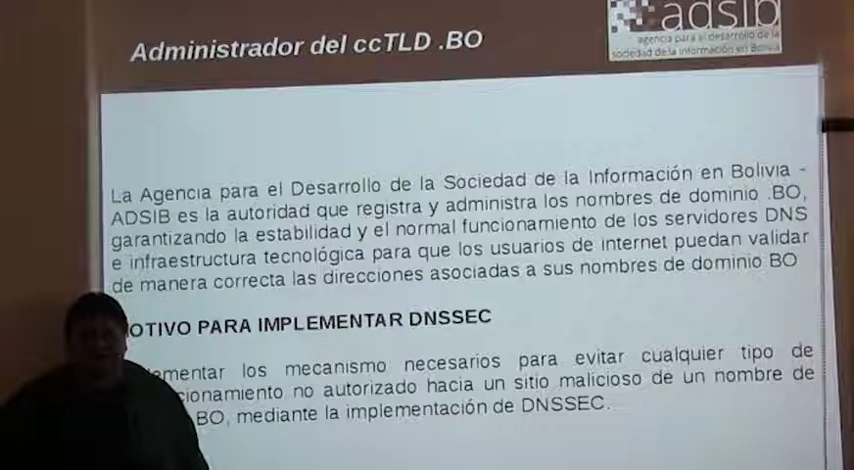 Administrador del ccTLD .BO
adsib
agencia para el desarrollo de la
sociedad de la información en Bolivia
La Agencia para el Desarrollo de la Sociedad de la Información en Bolivia -
ADSIB es la autoridad que registra y administra los nombres de dominio .BO,
garantizando la estabilidad y el normal funcionamiento de los servidores DNS
e infraestructura tecnológica para que los usuarios de internet puedan validar
de manera correcta las direcciones asociadas a sus nombres de dominio BO
OTIVO PARA IMPLEMENTAR DNSSEC
ementar los mecanismo necesarios para evitar cualquier tipo de
cionamiento no autorizado hacia un sitio malicioso de un nombre de
BO, mediante la implementación de DNSSEC.